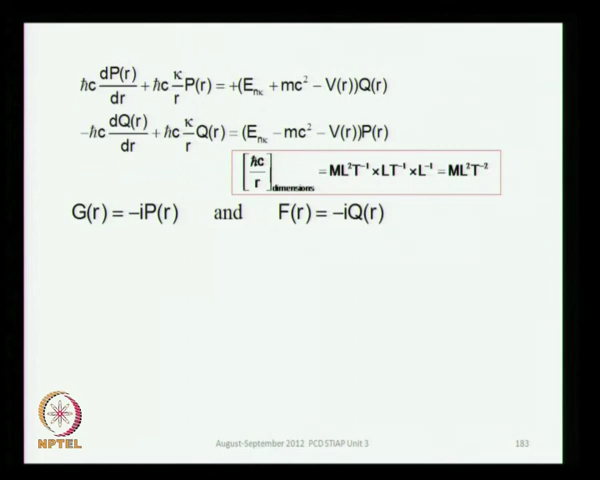 ħc dP(r)/dr + ħc κ/r P(r) = +(E_nκ + mc² − V(r))Q(r)
−ħc dQ(r)/dr + ħc κ/r Q(r) = (E_nκ − mc² − V(r))P(r)
[ħc/r]_dimensions = ML²T⁻¹ × LT⁻¹ × L⁻¹ = ML²T⁻²
G(r) = −iP(r) and F(r) = −iQ(r)
NPTEL
August-September 2012 PCD STiAP Unit 3 183